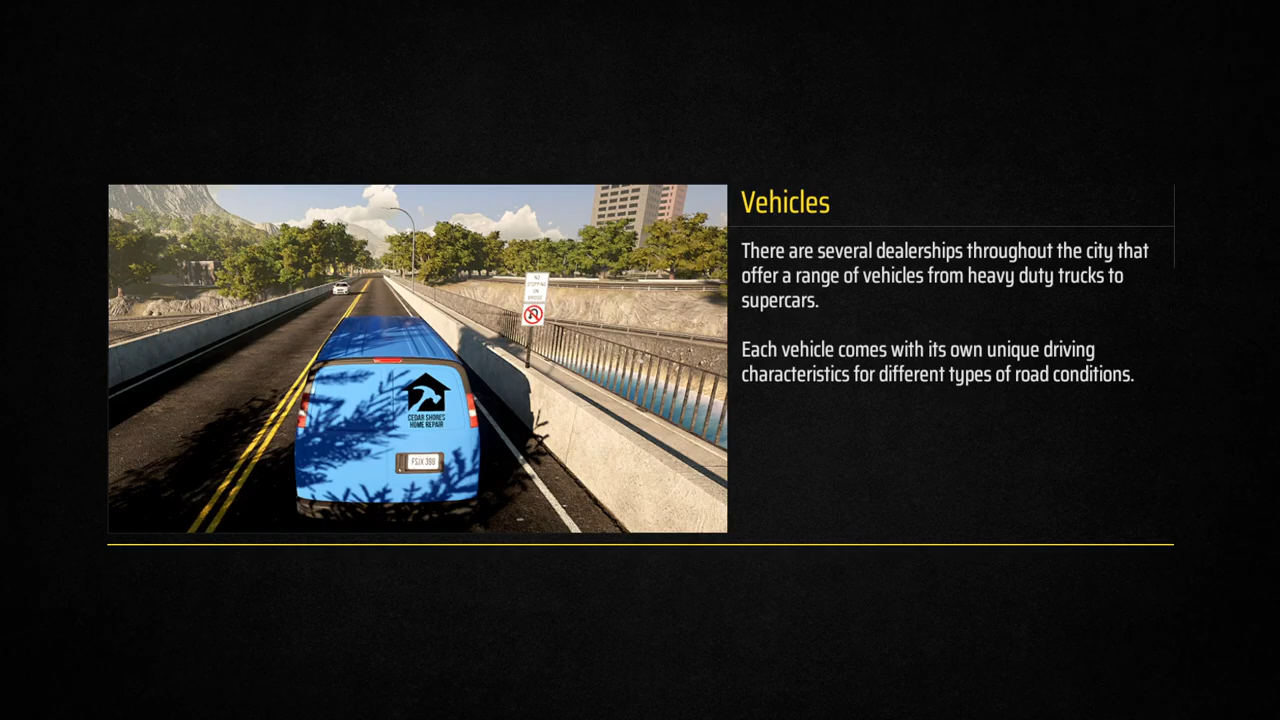 Vehicles
There are several dealerships throughout the city that
offer a range of vehicles from heavy duty trucks to
supercars.
Each vehicle comes with its own unique driving
characteristics for different types of road conditions.
NO
STOPPING
ON
BRIDGE
CEDAR SHORES
HOME REPAIR